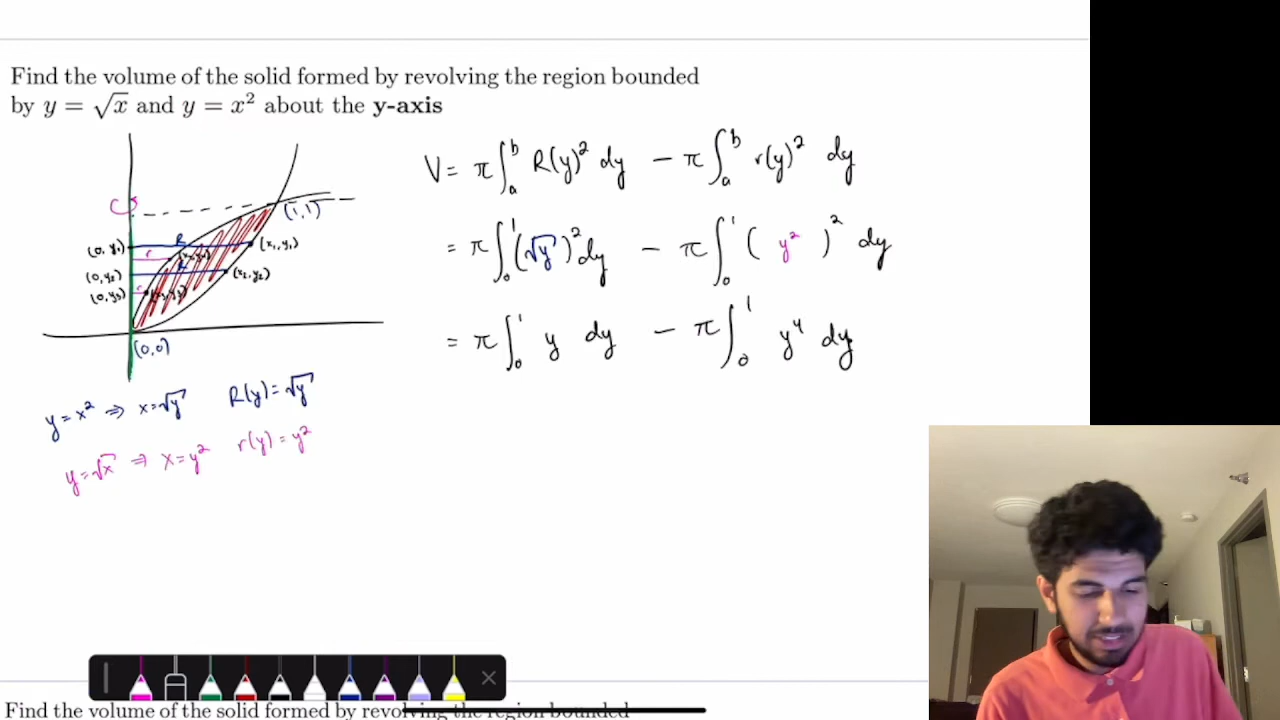 Find the volume of the solid formed by revolving the region bounded
by y = √x and y = x² about the y-axis
V = π∫ₐᵇ R(y)² dy − π∫ₐᵇ r(y)² dy
= π∫₀¹ (√y)² dy − π∫₀¹ ( y² )² dy
= π∫₀¹ y dy − π∫₀¹ y⁴ dy
(1,1)
(0, y₁) R (x₁, y₁)
r
(0, y₂) R (x₂, y₂)
(0, y₃) r (x₃, y₃)
(0,0)
y = x² ⇒ x = √y R(y) = √y
y = √x ⇒ x = y² r(y) = y²
Find the volume of the solid formed by revolving the region bounded